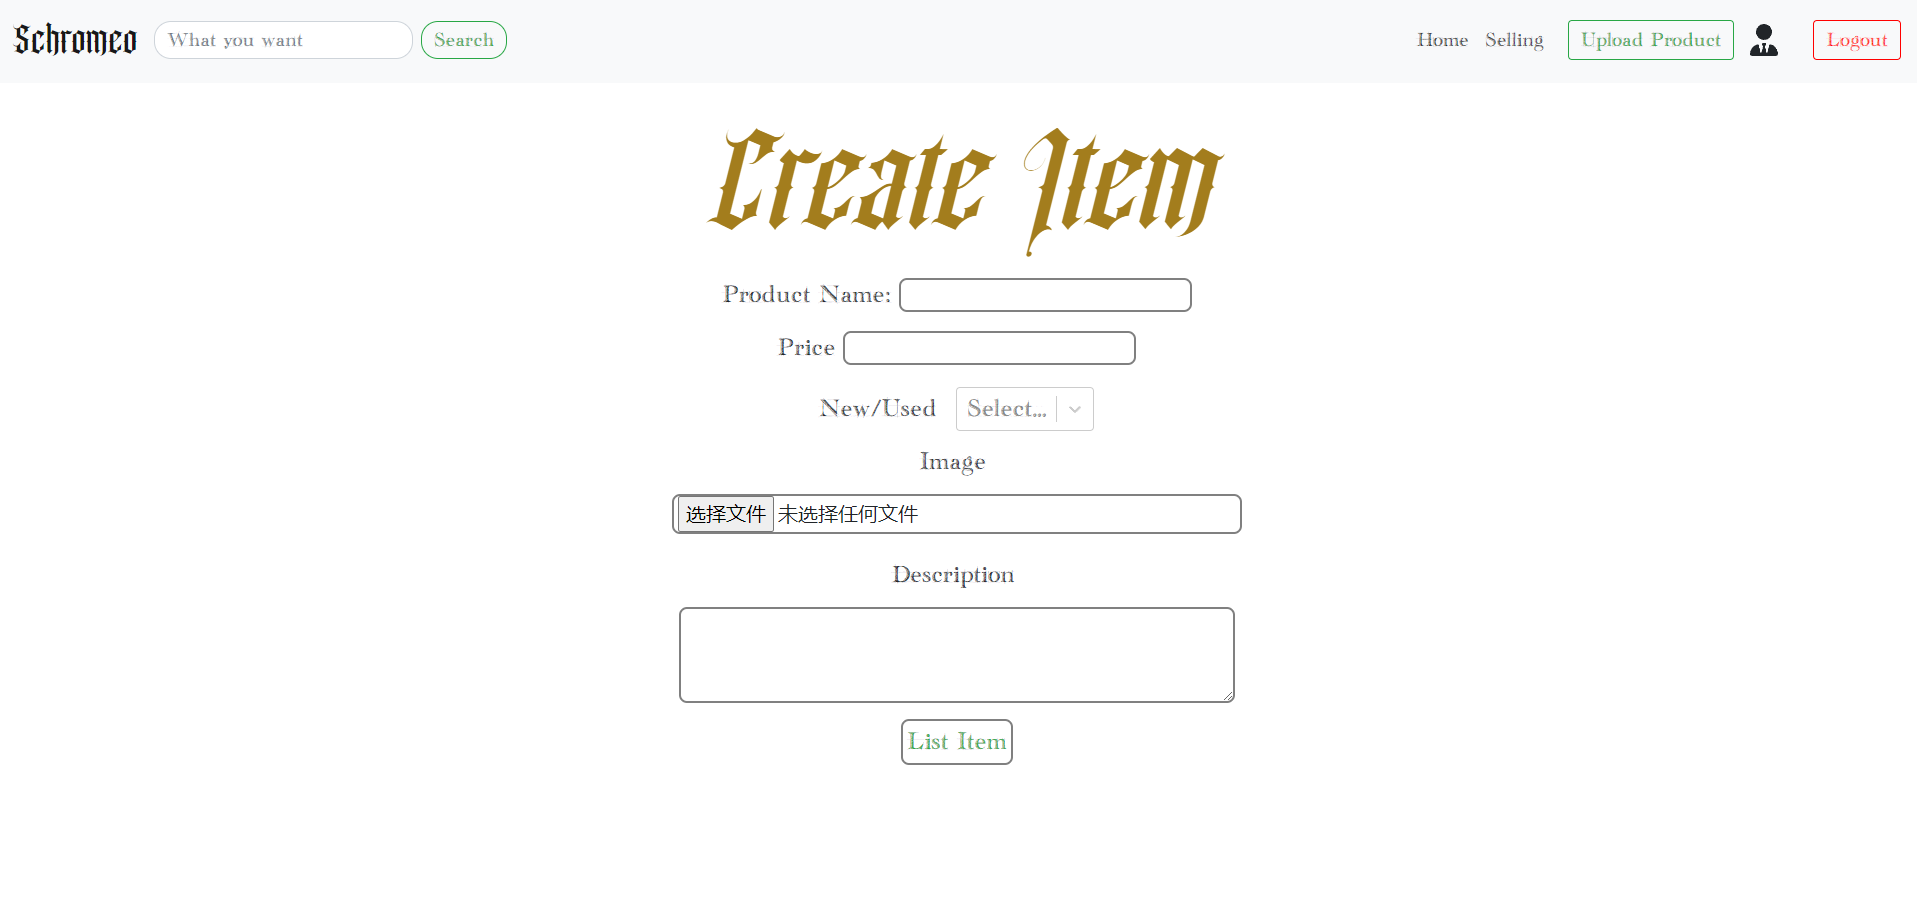 Schromeo What you want Search Home Selling Upload Product Logout
Create Item
Product Name:
Price
New/Used Select...
Image
选择文件 未选择任何文件
Description
List Item